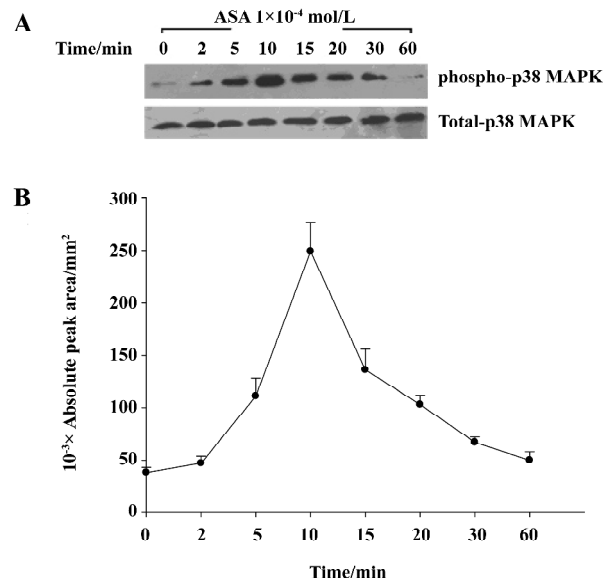 A
ASA 1×10⁻⁴ mol/L
Time/min 0 2 5 10 15 20 30 60
phospho-p38 MAPK
Total-p38 MAPK
B
10⁻³× Absolute peak area/mm²
300
250
200
150
100
50
0
0 2 5 10 15 20 30 60
Time/min